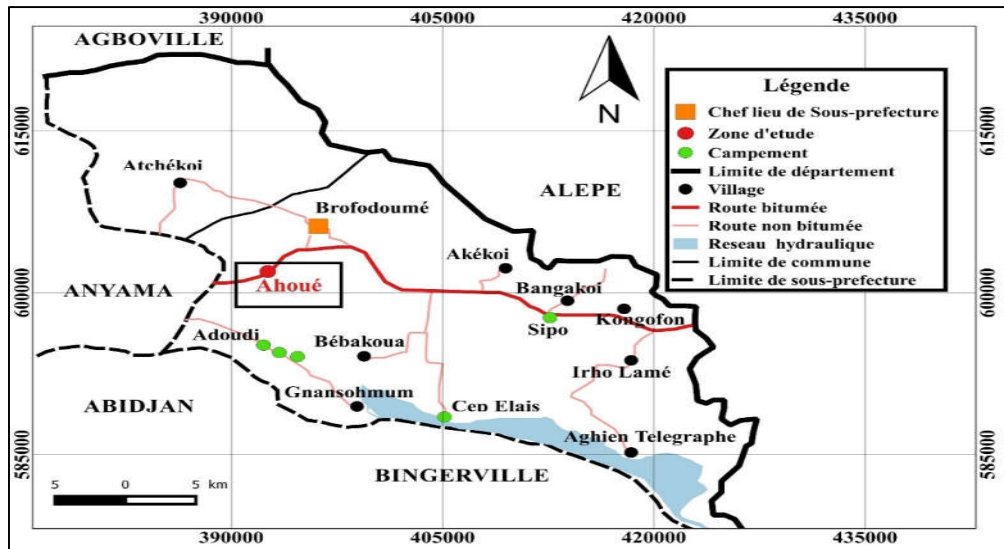 390000 405000 420000 435000
AGBOVILLE
615000
615000
N
Légende
Chef lieu de Sous-prefecture
Zone d'etude
Campement
Limite de département
Village
Route bitumée
Route non bitumée
Reseau hydraulique
Limite de commune
Limite de sous-prefecture
Atchékoi
ALEPE
Brofodoumé
Akékoi
ANYAMA
Ahoué
Bangakoi
600000
600000
Sipo
Kongofon
Adoudi
Bébakoua
Irho Lamé
Gnansohmum
ABIDJAN
Cep Elais
Aghien Telegraphe
585000
585000
BINGERVILLE
5 0 5 km
390000 405000 420000 435000